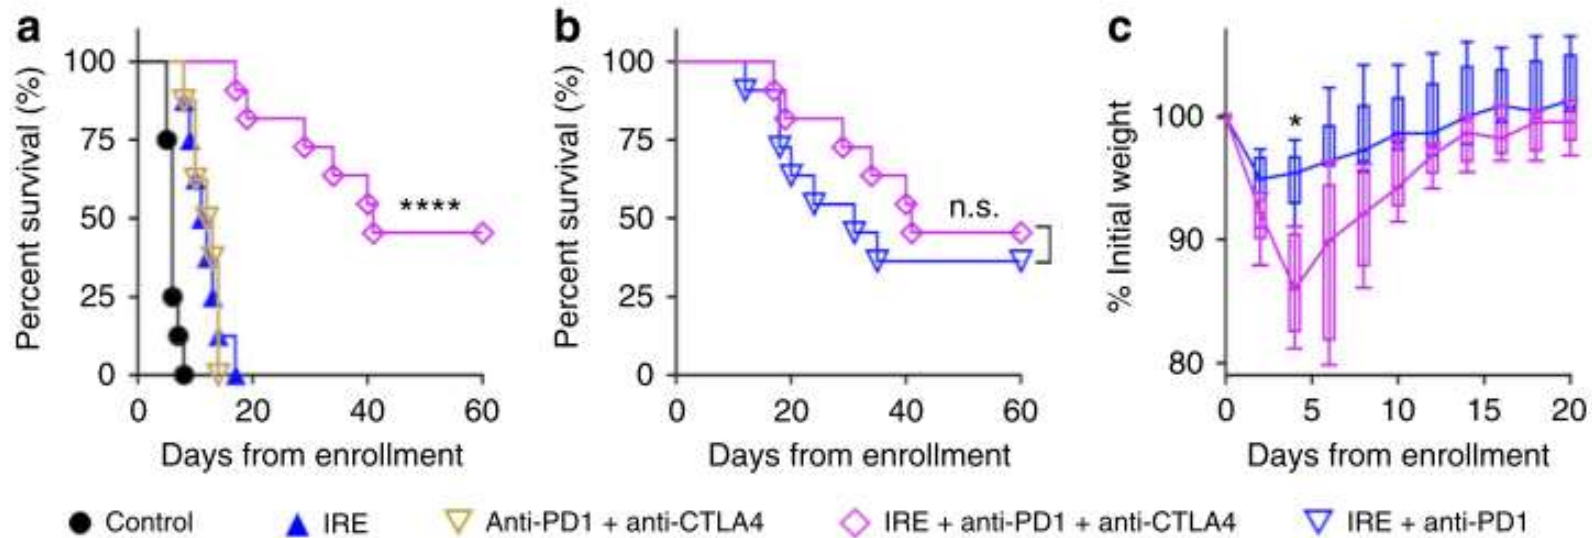 a
b
c
Percent survival (%)
100
75
50
25
0
****
0 20 40 60
Days from enrollment
Percent survival (%)
100
75
50
25
0
n.s.
0 20 40 60
Days from enrollment
% Initial weight
100
90
80
*
0 5 10 15 20
Days from enrollment
Control IRE Anti-PD1 + anti-CTLA4 IRE + anti-PD1 + anti-CTLA4 IRE + anti-PD1